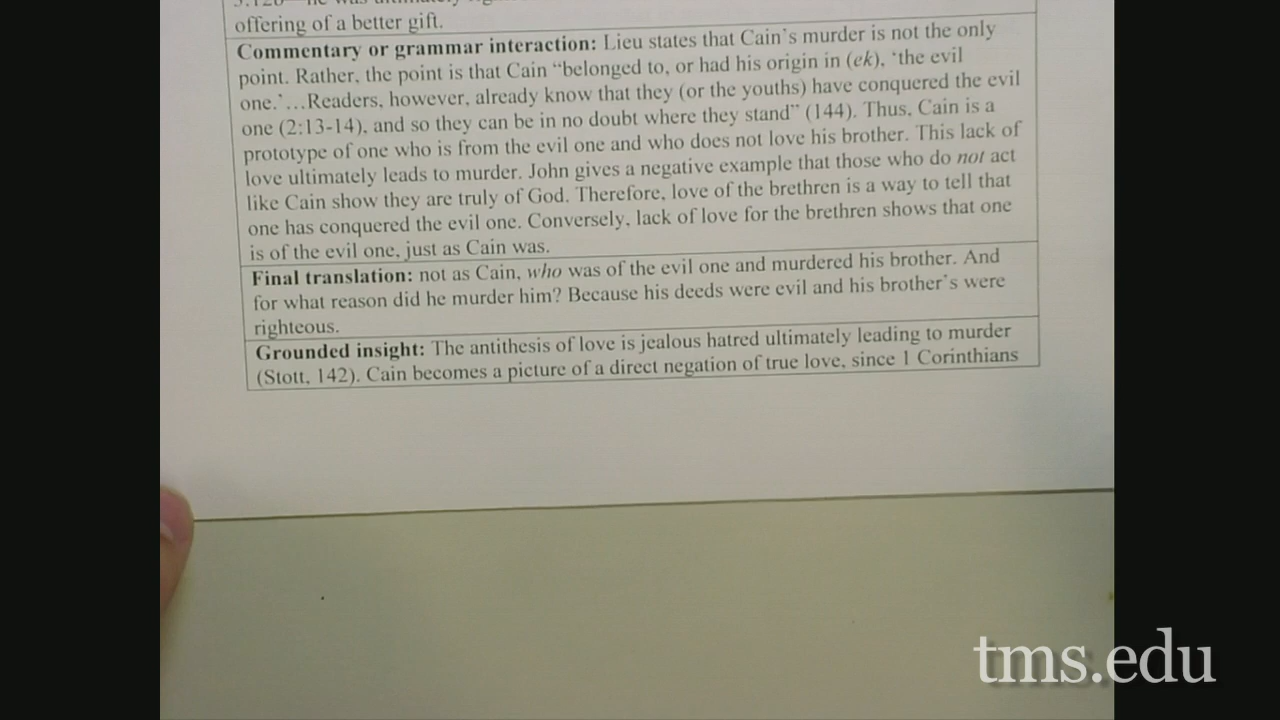 offering of a better gift.
Commentary or grammar interaction: Lieu states that Cain's murder is not the only
point. Rather, the point is that Cain “belonged to, or had his origin in (ek), ‘the evil
one.’…Readers, however, already know that they (or the youths) have conquered the evil
one (2:13-14), and so they can be in no doubt where they stand” (144). Thus, Cain is a
prototype of one who is from the evil one and who does not love his brother. This lack of
love ultimately leads to murder. John gives a negative example that those who do not act
like Cain show they are truly of God. Therefore, love of the brethren is a way to tell that
one has conquered the evil one. Conversely, lack of love for the brethren shows that one
is of the evil one, just as Cain was.
Final translation: not as Cain, who was of the evil one and murdered his brother. And
for what reason did he murder him? Because his deeds were evil and his brother's were
righteous.
Grounded insight: The antithesis of love is jealous hatred ultimately leading to murder
(Stott, 142). Cain becomes a picture of a direct negation of true love, since 1 Corinthians
tms.edu